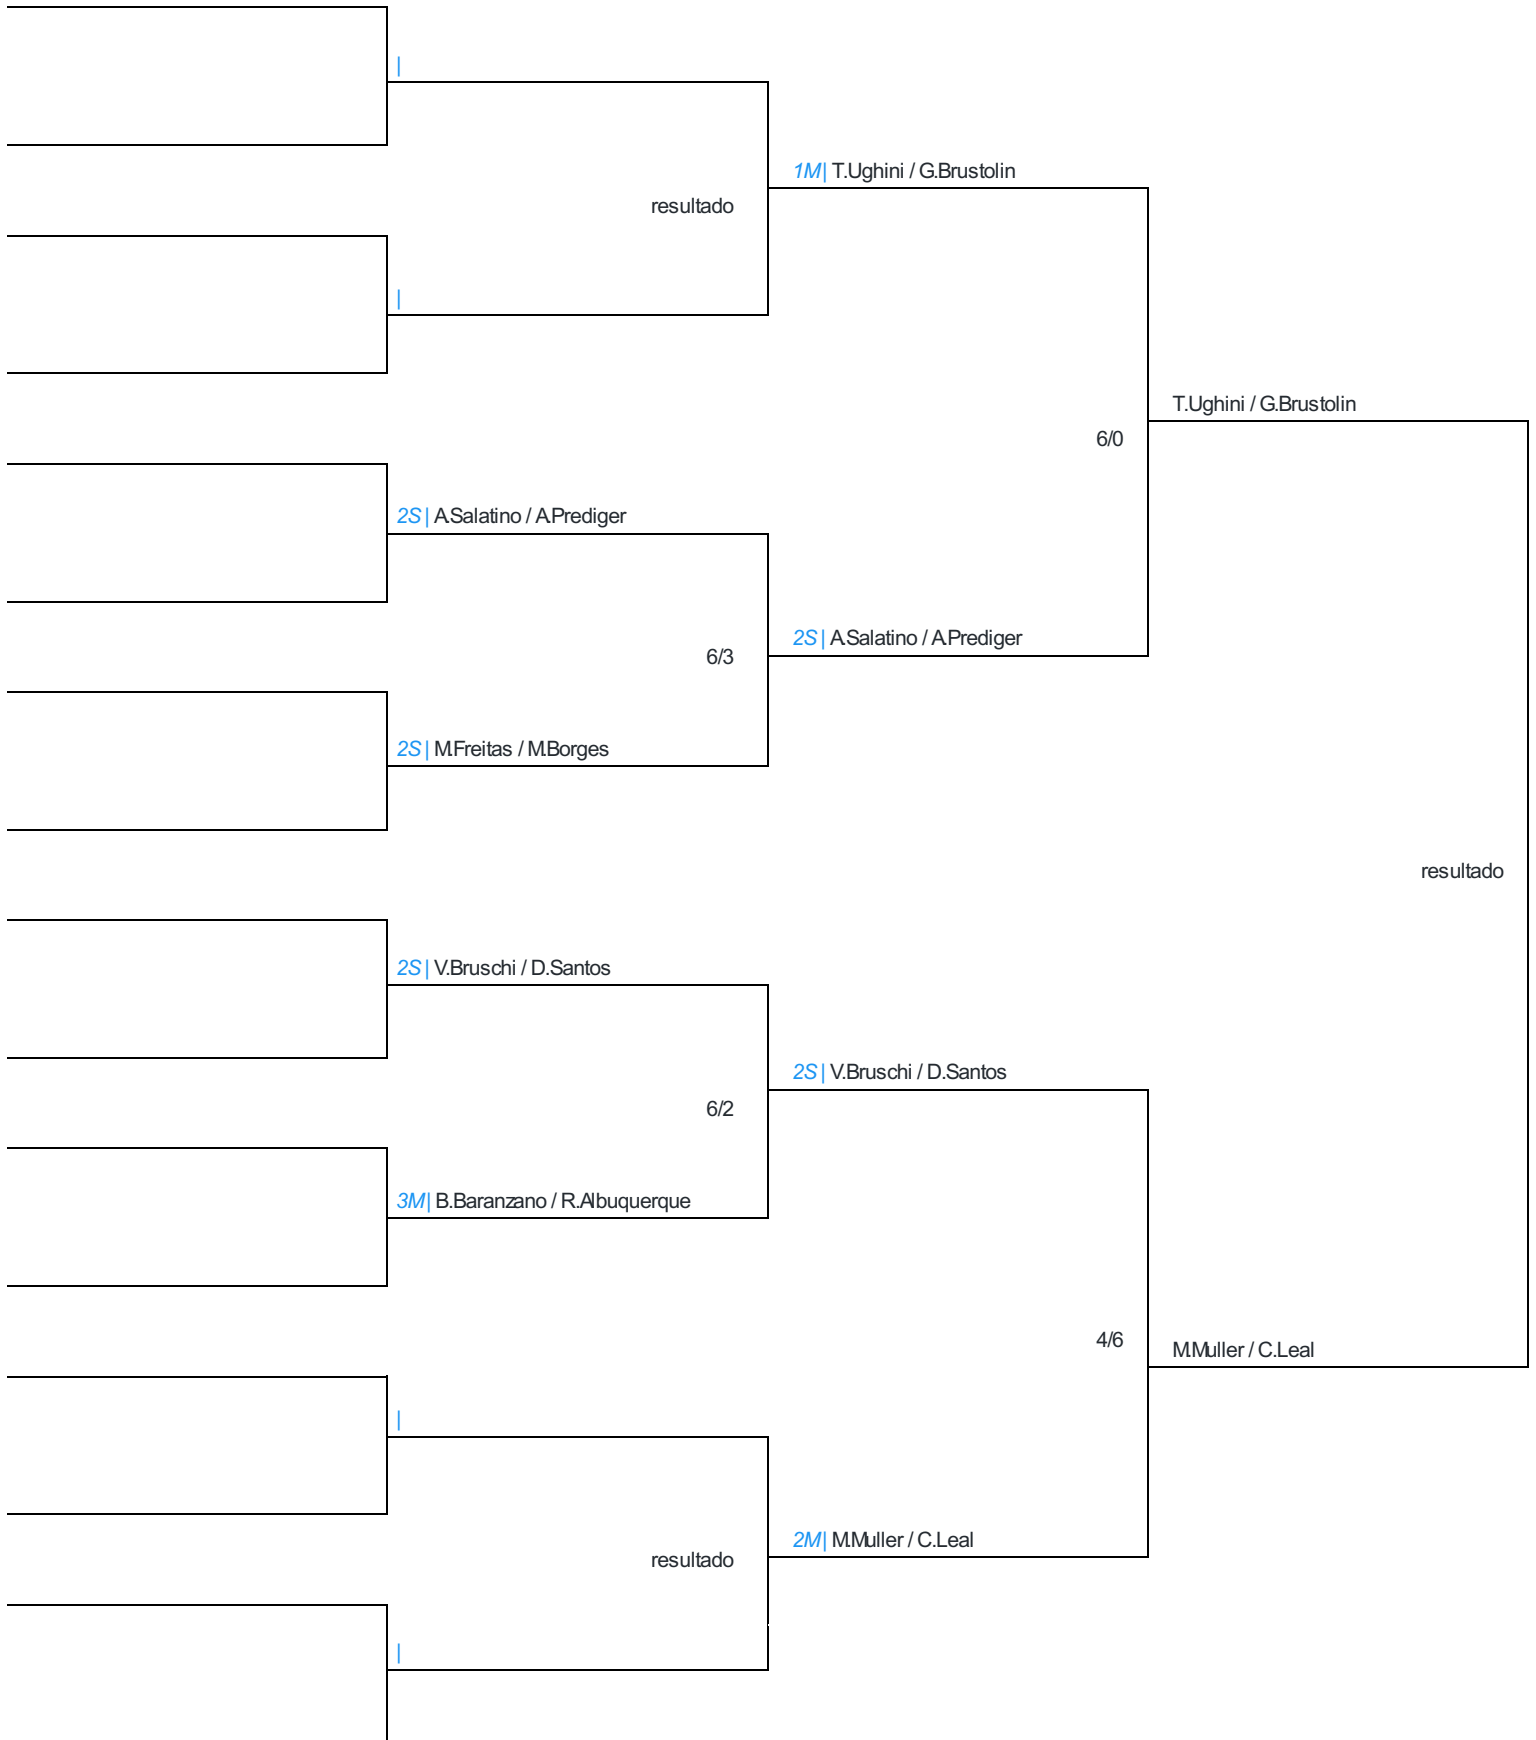 |
1M| T.Ughini / G.Brustolin
resultado
|
T.Ughini / G.Brustolin
6/0
2S| A.Salatino / A.Prediger
2S| A.Salatino / A.Prediger
6/3
2S| M.Freitas / M.Borges
resultado
2S| V.Bruschi / D.Santos
2S| V.Bruschi / D.Santos
6/2
3M| B.Baranzano / R.Albuquerque
4/6
M.Muller / C.Leal
|
2M| M.Muller / C.Leal
resultado
|